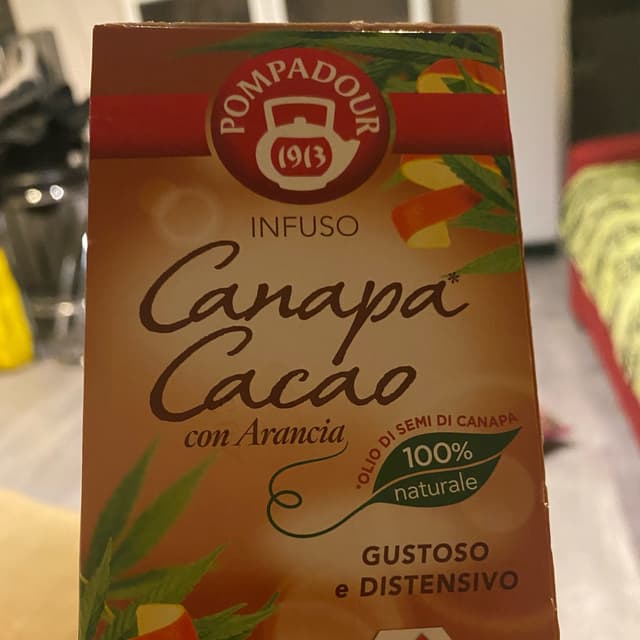 POMPADOUR
1913
INFUSO
Canapa*
Cacao
con Arancia
*OLIO DI SEMI DI CANAPA
100%
naturale
GUSTOSO
e DISTENSIVO